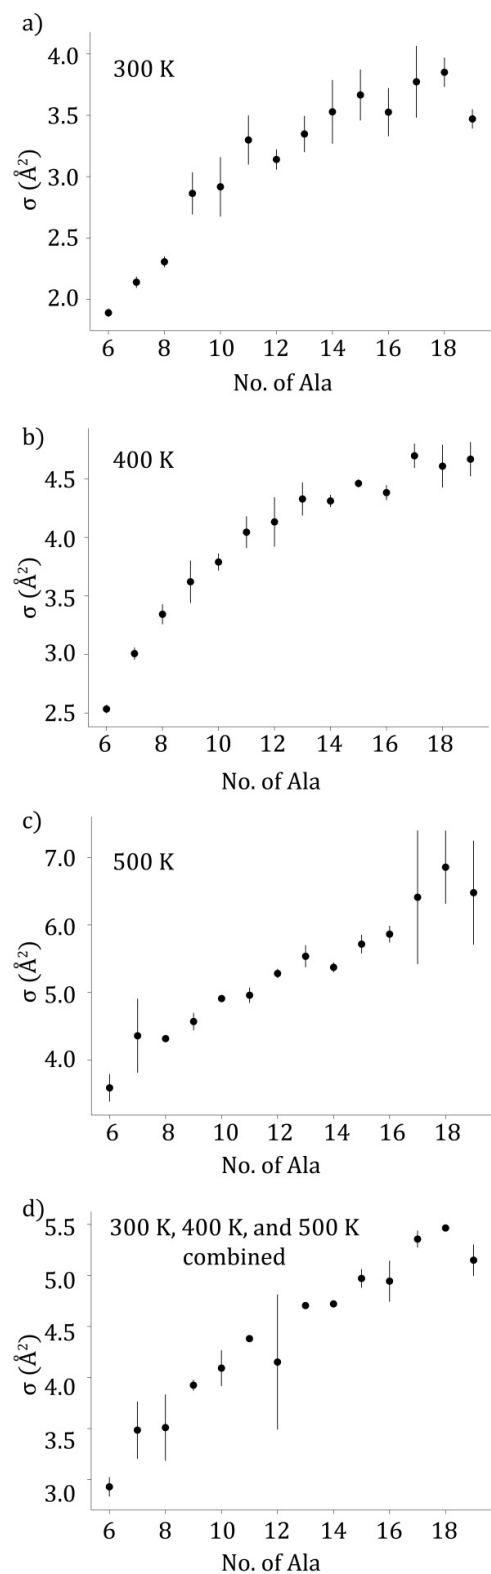 a)
300 K
4.0
3.5
3.0
2.5
2.0
σ (Å²)
6 8 10 12 14 16 18
No. of Ala
b)
400 K
4.5
4.0
3.5
3.0
2.5
σ (Å²)
6 8 10 12 14 16 18
No. of Ala
c)
500 K
7.0
6.0
5.0
4.0
σ (Å²)
6 8 10 12 14 16 18
No. of Ala
d)
300 K, 400 K, and 500 K
combined
5.5
5.0
4.5
4.0
3.5
3.0
σ (Å²)
6 8 10 12 14 16 18
No. of Ala